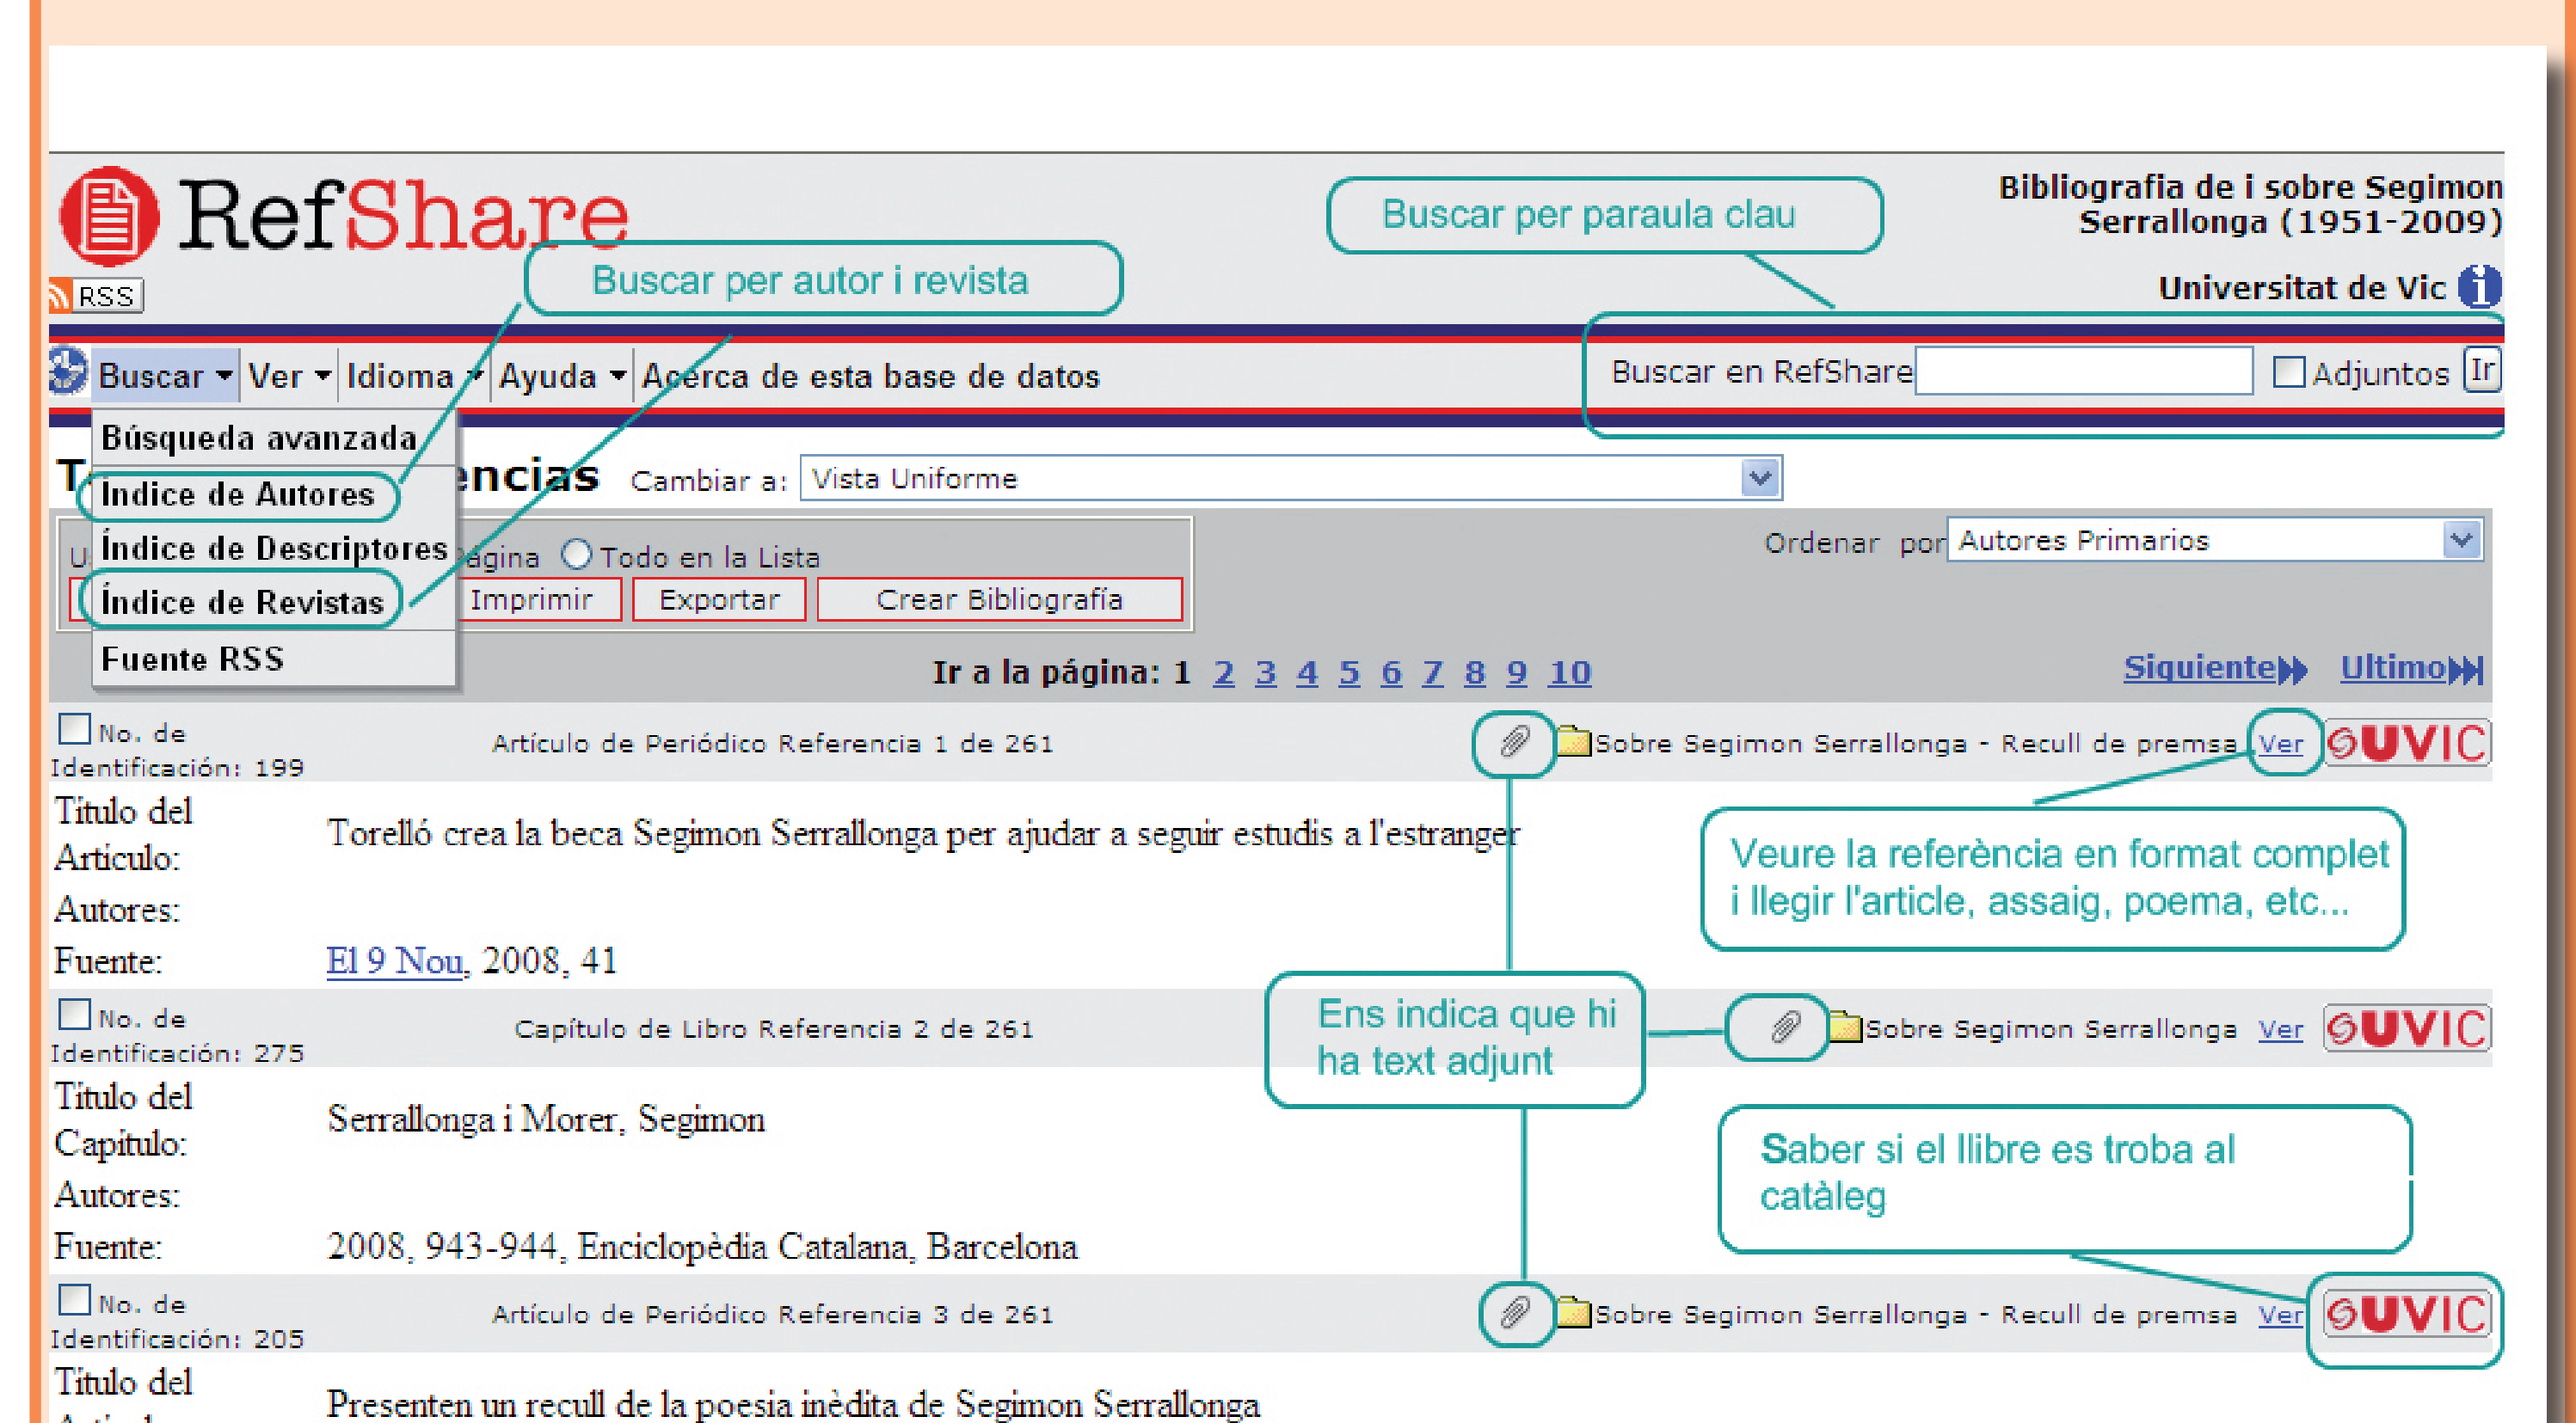 RefShare
Buscar per paraula clau
Bibliografia de i sobre Segimon
Serrallonga (1951-2009)
Buscar per autor i revista
RSS
Universitat de Vic
Buscar Ver Idioma Ayuda Acerca de esta base de datos
Buscar en RefShare Adjuntos Ir
Búsqueda avanzada
Índice de Autores
Índice de Descriptores
Índice de Revistas
Fuente RSS
encias Cambiar a: Vista Uniforme
ágina Todo en la Lista
Ordenar por Autores Primarios
Imprimir Exportar Crear Bibliografía
Ir a la página: 1 2 3 4 5 6 7 8 9 10
Siguiente Ultimo
No. de
Identificación: 199
Artículo de Periódico Referencia 1 de 261
Sobre Segimon Serrallonga - Recull de premsa Ver UVIC
Título del
Artículo:
Torelló crea la beca Segimon Serrallonga per ajudar a seguir estudis a l'estranger
Veure la referència en format complet
i llegir l'article, assaig, poema, etc...
Autores:
Fuente: El 9 Nou, 2008, 41
Ens indica que hi
ha text adjunt
No. de
Identificación: 275
Capítulo de Libro Referencia 2 de 261
Sobre Segimon Serrallonga Ver UVIC
Título del
Capítulo:
Serrallonga i Morer, Segimon
Saber si el llibre es troba al
catàleg
Autores:
Fuente: 2008, 943-944, Enciclopèdia Catalana, Barcelona
No. de
Identificación: 205
Artículo de Periódico Referencia 3 de 261
Sobre Segimon Serrallonga - Recull de premsa Ver UVIC
Título del
Presenten un recull de la poesia inèdita de Segimon Serrallonga